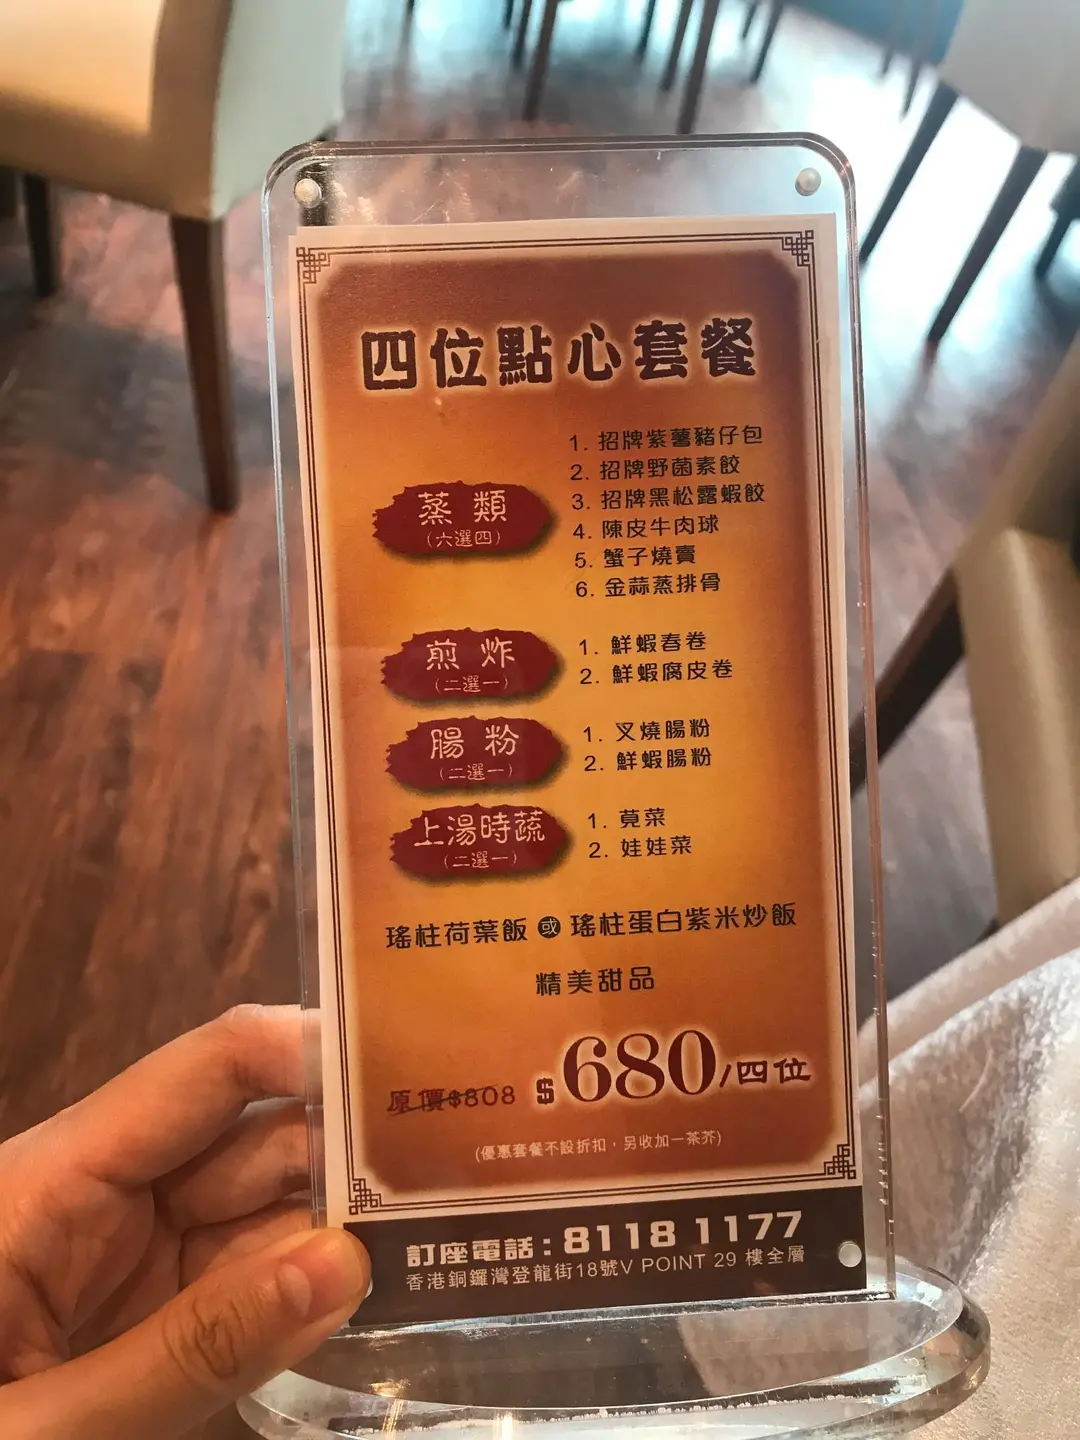 四位點心套餐
蒸類
(六選四)
1. 招牌紫薯豬仔包
2. 招牌野菌素餃
3. 招牌黑松露蝦餃
4. 陳皮牛肉球
5. 蟹子燒賣
6. 金蒜蒸排骨
煎炸
(二選一)
1. 鮮蝦春卷
2. 鮮蝦腐皮卷
腸粉
(二選一)
1. 叉燒腸粉
2. 鮮蝦腸粉
上湯時蔬
(二選一)
1. 莧菜
2. 娃娃菜
瑤柱荷葉飯 或 瑤柱蛋白紫米炒飯
精美甜品
原價$808 $680/四位
(優惠套餐不設折扣，另收加一茶芥)
訂座電話：8118 1177
香港銅鑼灣登龍街18號V POINT 29 樓全層